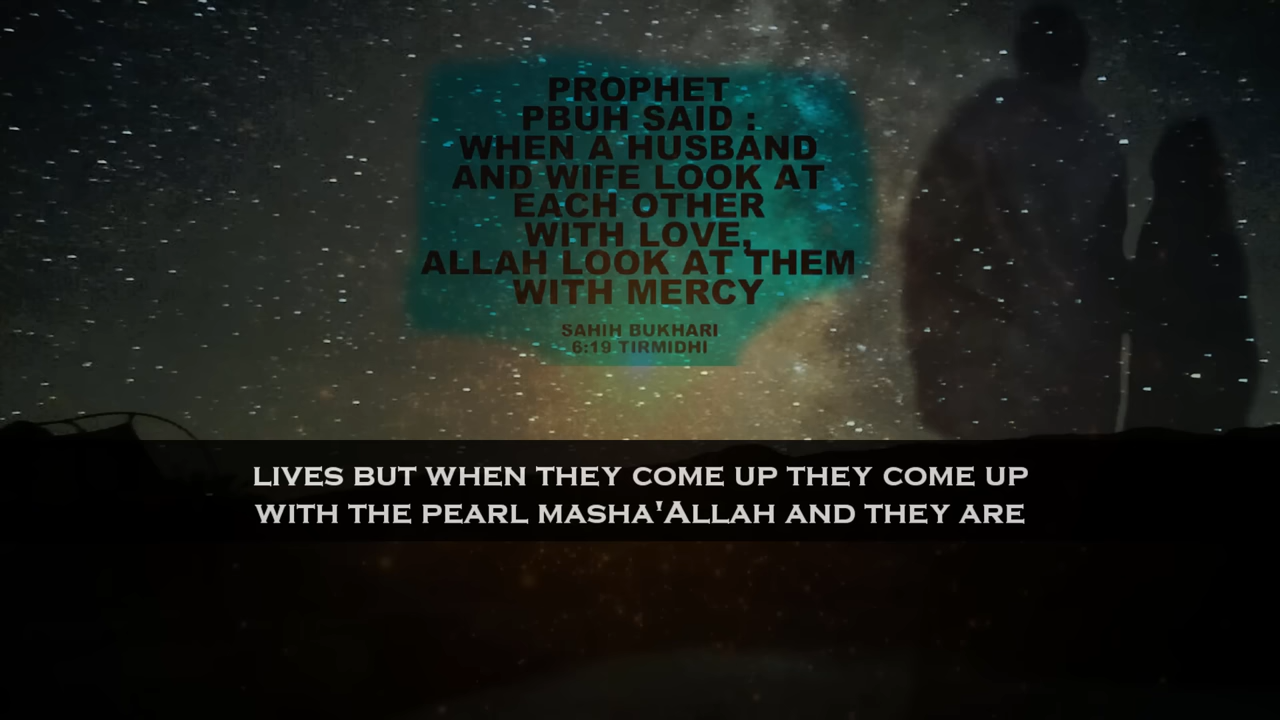 PROPHET
PBUH SAID :
WHEN A HUSBAND
AND WIFE LOOK AT
EACH OTHER
WITH LOVE,
ALLAH LOOK AT THEM
WITH MERCY
SAHIH BUKHARI
6:19 TIRMIDHI
LIVES BUT WHEN THEY COME UP THEY COME UP
WITH THE PEARL MASHA'ALLAH AND THEY ARE